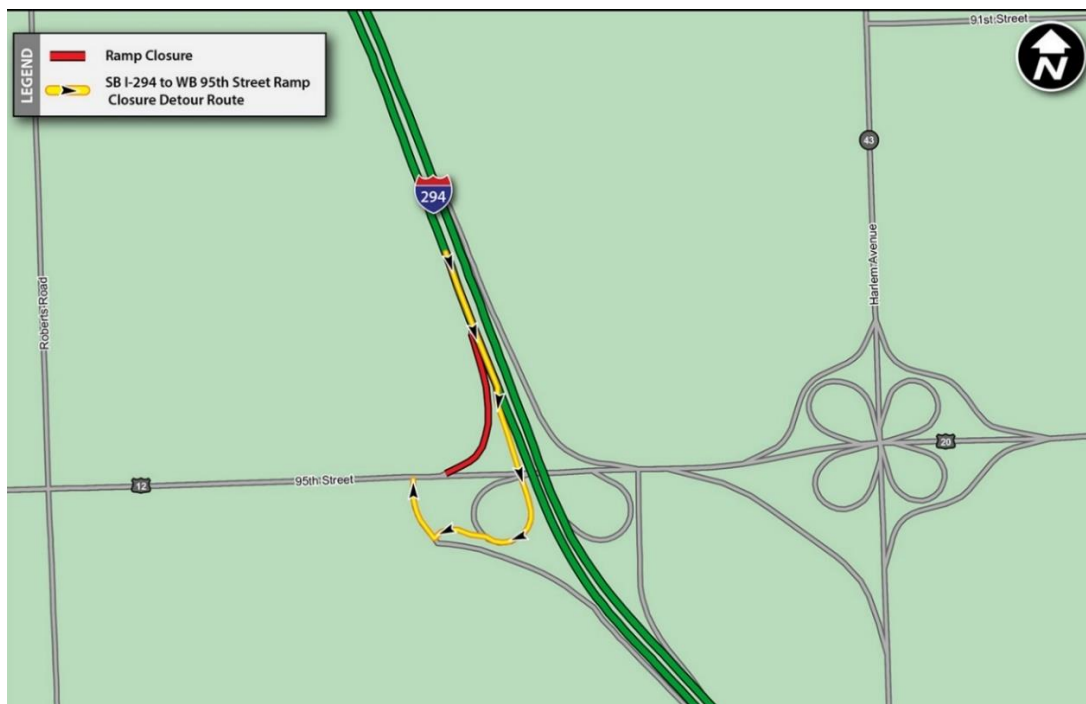 91st Street
LEGEND
Ramp Closure
SB I-294 to WB 95th Street Ramp
Closure Detour Route
N
43
294
Harlem Avenue
Roberts Road
20
95th Street
12